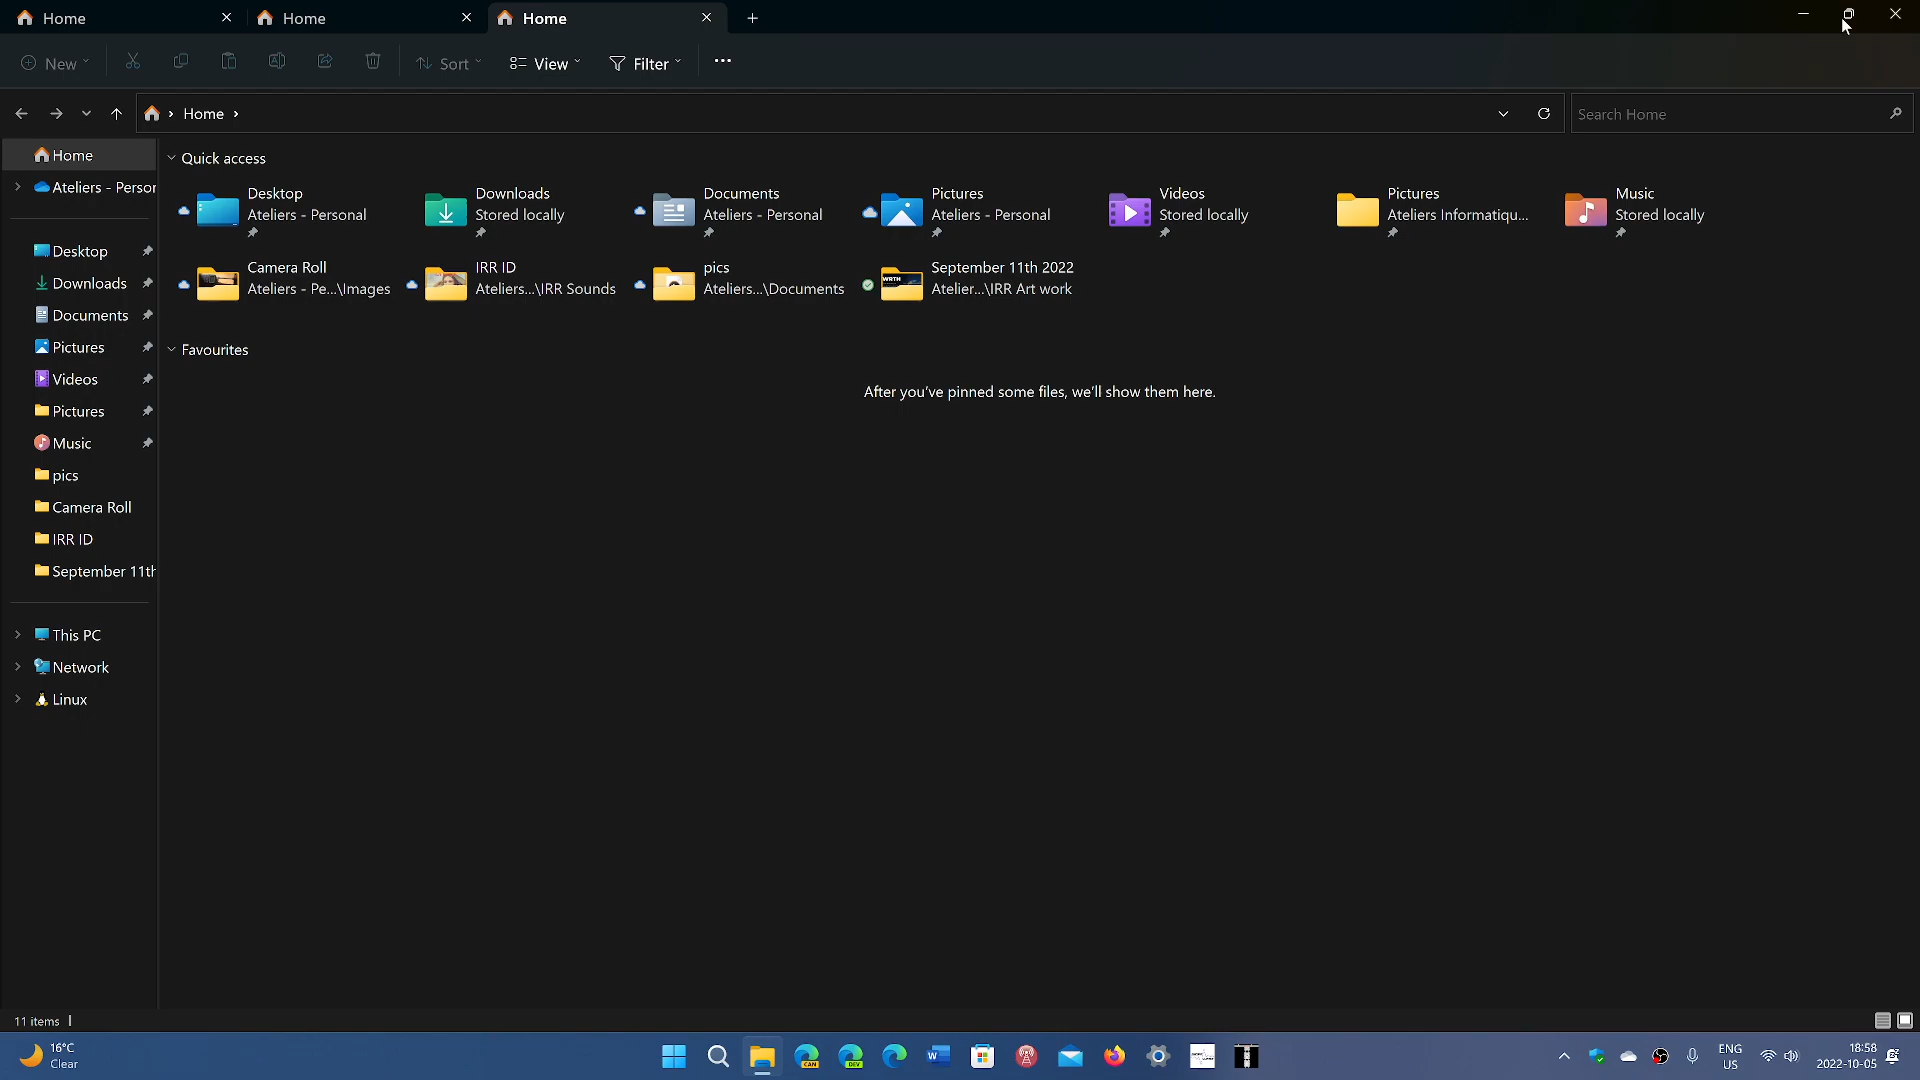 Home
Home
Home
New
Sort
View
Filter
Home
Search Home
Home
Ateliers - Person
Desktop
Downloads
Documents
Pictures
Videos
Pictures
Music
pics
Camera Roll
IRR ID
September 11th
This PC
Network
Linux
Quick access
Desktop
Ateliers - Personal
Downloads
Stored locally
Documents
Ateliers - Personal
Pictures
Ateliers - Personal
Videos
Stored locally
Pictures
Ateliers Informatiqu...
Music
Stored locally
Camera Roll
Ateliers - Pe...\Images
IRR ID
Ateliers...\IRR Sounds
pics
Ateliers...\Documents
WRTH
September 11th 2022
Atelier...\IRR Art work
Favourites
After you've pinned some files, we'll show them here.
11 items
16°C
Clear
CAN
DEV
W
ENG
US
18:58
2022-10-05